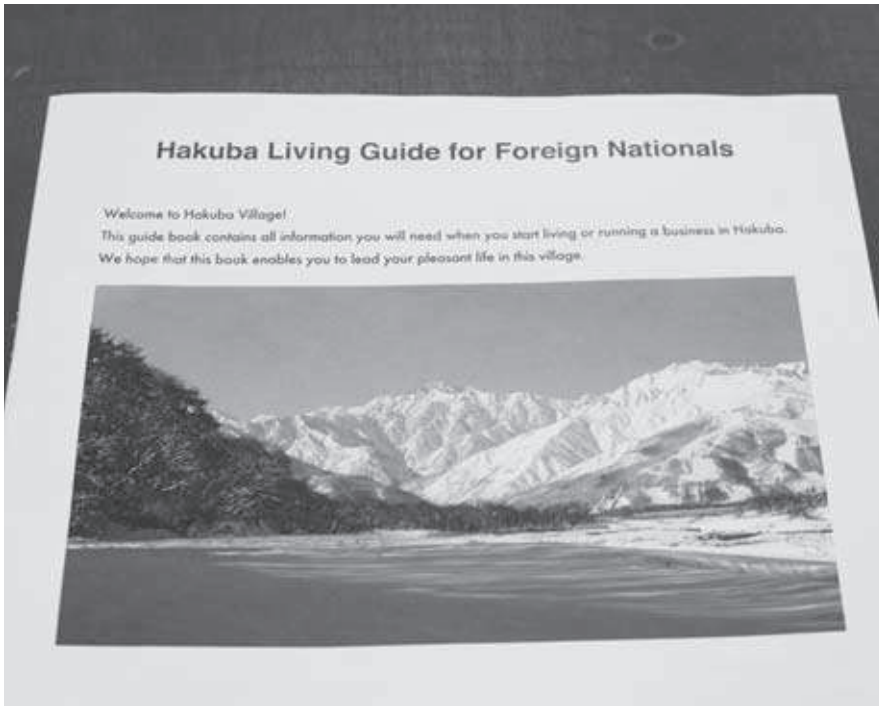 Hakuba Living Guide for Foreign Nationals
Welcome to Hakuba Village!
This guide book contains all information you will need when you start living or running a business in Hakuba.
We hope that this book enables you to lead your pleasant life in this village.